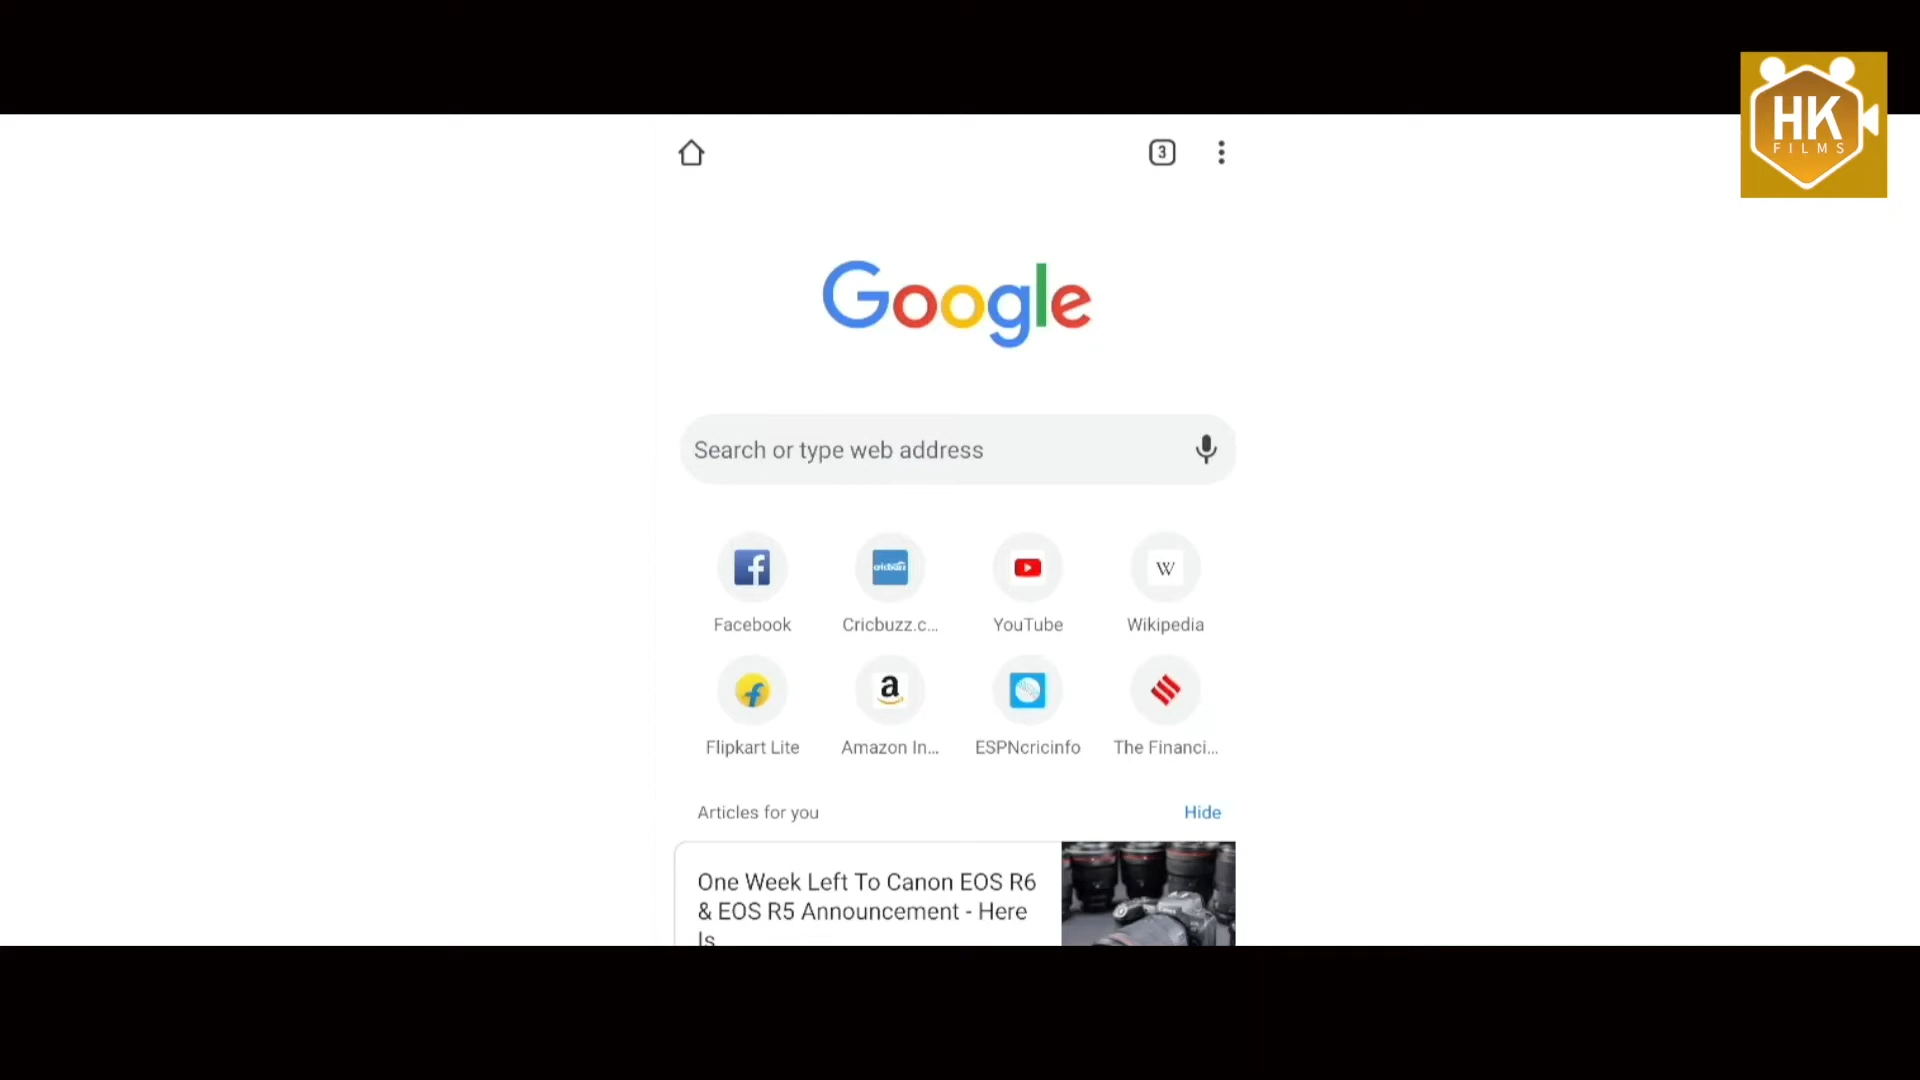 HK
FILMS
3
Google
Search or type web address
Facebook
Cricbuzz.c...
YouTube
W
Wikipedia
Flipkart Lite
Amazon In...
ESPNcricinfo
The Financi...
Articles for you
Hide
One Week Left To Canon EOS R6
& EOS R5 Announcement - Here
Is